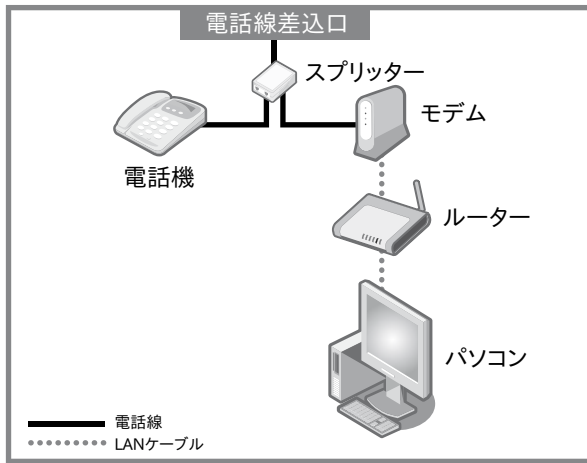 電話線差込口
スプリッター
モデム
電話機
ルーター
パソコン
電話線
LANケーブル